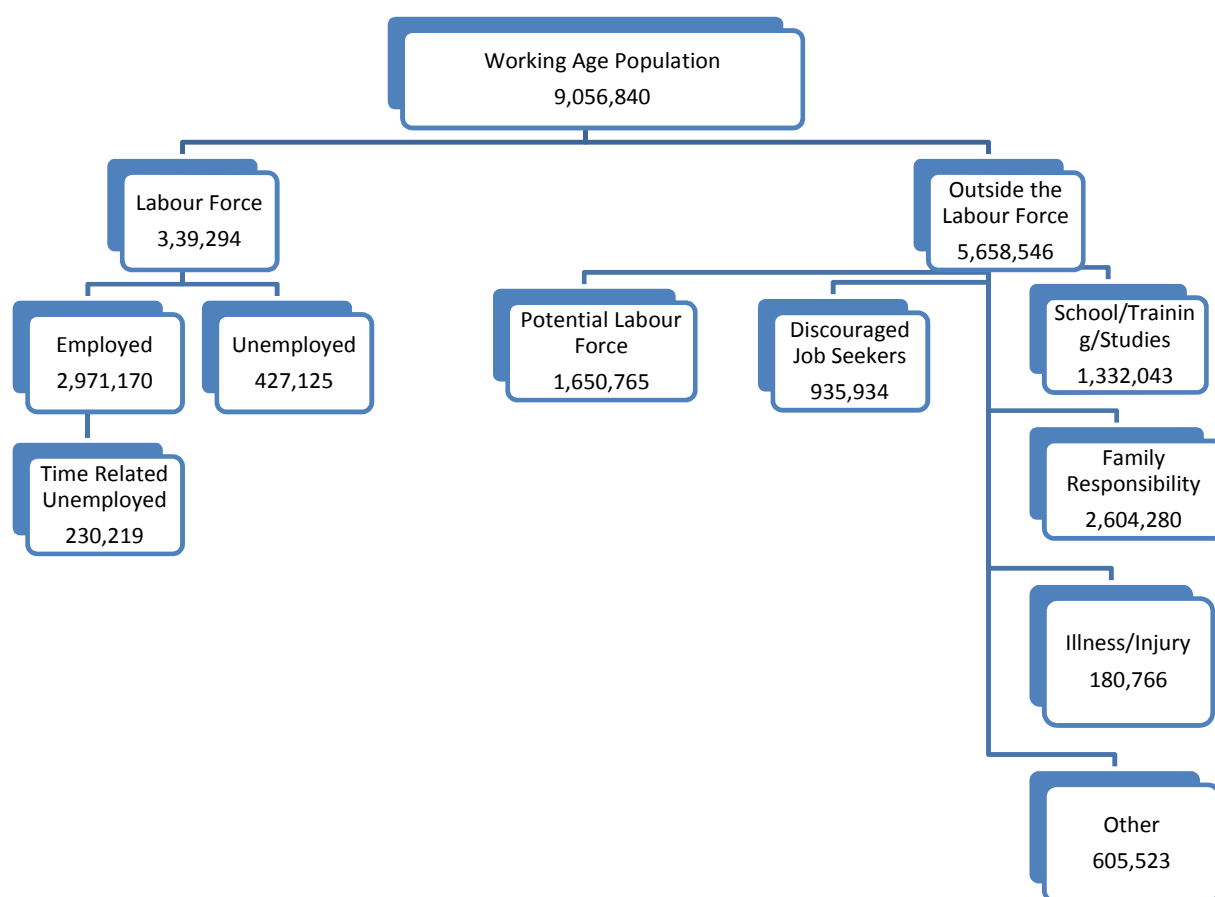 Working Age Population
9,056,840
Labour Force
3,39,294
Outside the
Labour Force
5,658,546
Employed
2,971,170
Unemployed
427,125
Potential Labour
Force
1,650,765
Discouraged
Job Seekers
935,934
School/Trainin
g/Studies
1,332,043
Time Related
Unemployed
230,219
Family
Responsibility
2,604,280
Illness/Injury
180,766
Other
605,523